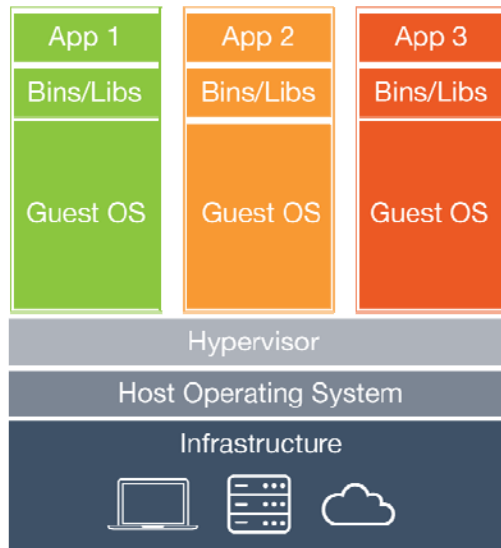 App 1
App 2
App 3
Bins/Libs
Bins/Libs
Bins/Libs
Guest OS
Guest OS
Guest OS
Hypervisor
Host Operating System
Infrastructure